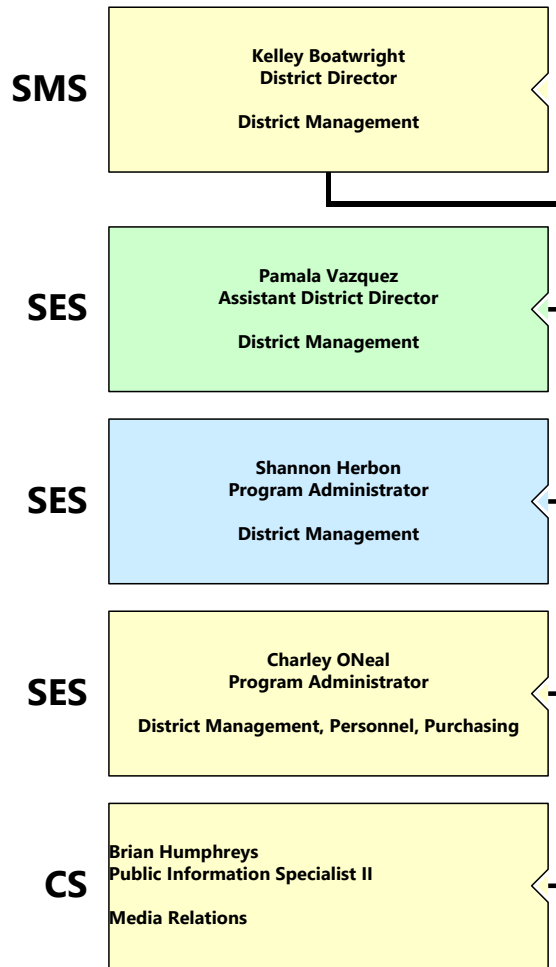 SMS
Kelley Boatwright
District Director
District Management
SES
Pamala Vazquez
Assistant District Director
District Management
SES
Shannon Herbon
Program Administrator
District Management
SES
Charley ONeal
Program Administrator
District Management, Personnel, Purchasing
CS
Brian Humphreys
Public Information Specialist II
Media Relations